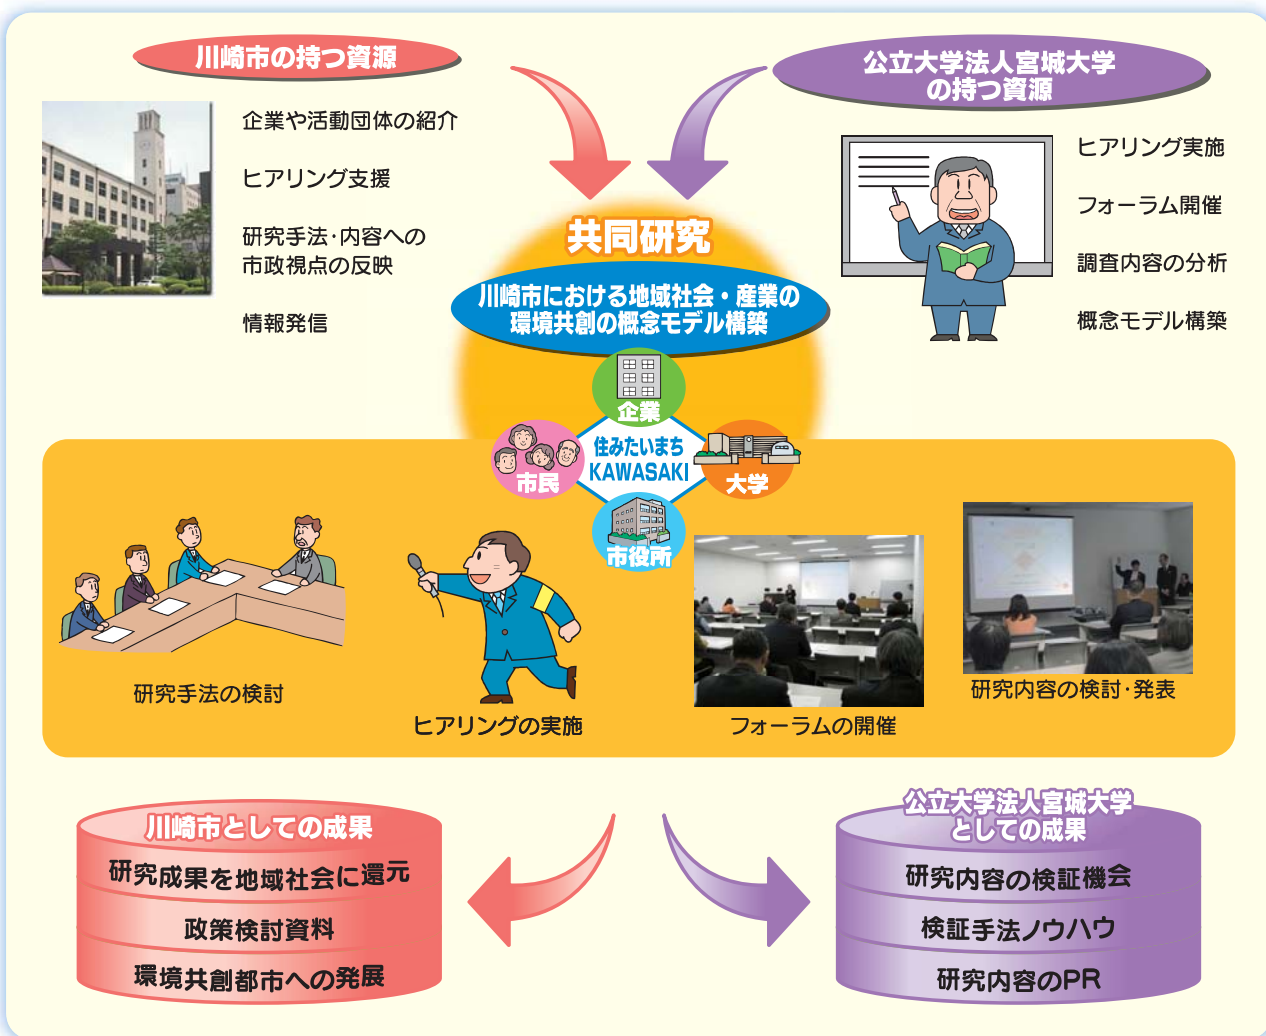 川崎市の持つ資源
企業や活動団体の紹介
ヒアリング支援
研究手法・内容への
市政視点の反映
情報発信
公立大学法人宮城大学
の持つ資源
ヒアリング実施
フォーラム開催
調査内容の分析
概念モデル構築
共同研究
川崎市における地域社会・産業の
環境共創の概念モデル構築
企業
市民
住みたいまち
KAWASAKI
大学
市役所
研究手法の検討
ヒアリングの実施
フォーラムの開催
研究内容の検討・発表
川崎市としての成果
研究成果を地域社会に還元
政策検討資料
環境共創都市への発展
公立大学法人宮城大学
としての成果
研究内容の検証機会
検証手法ノウハウ
研究内容のPR